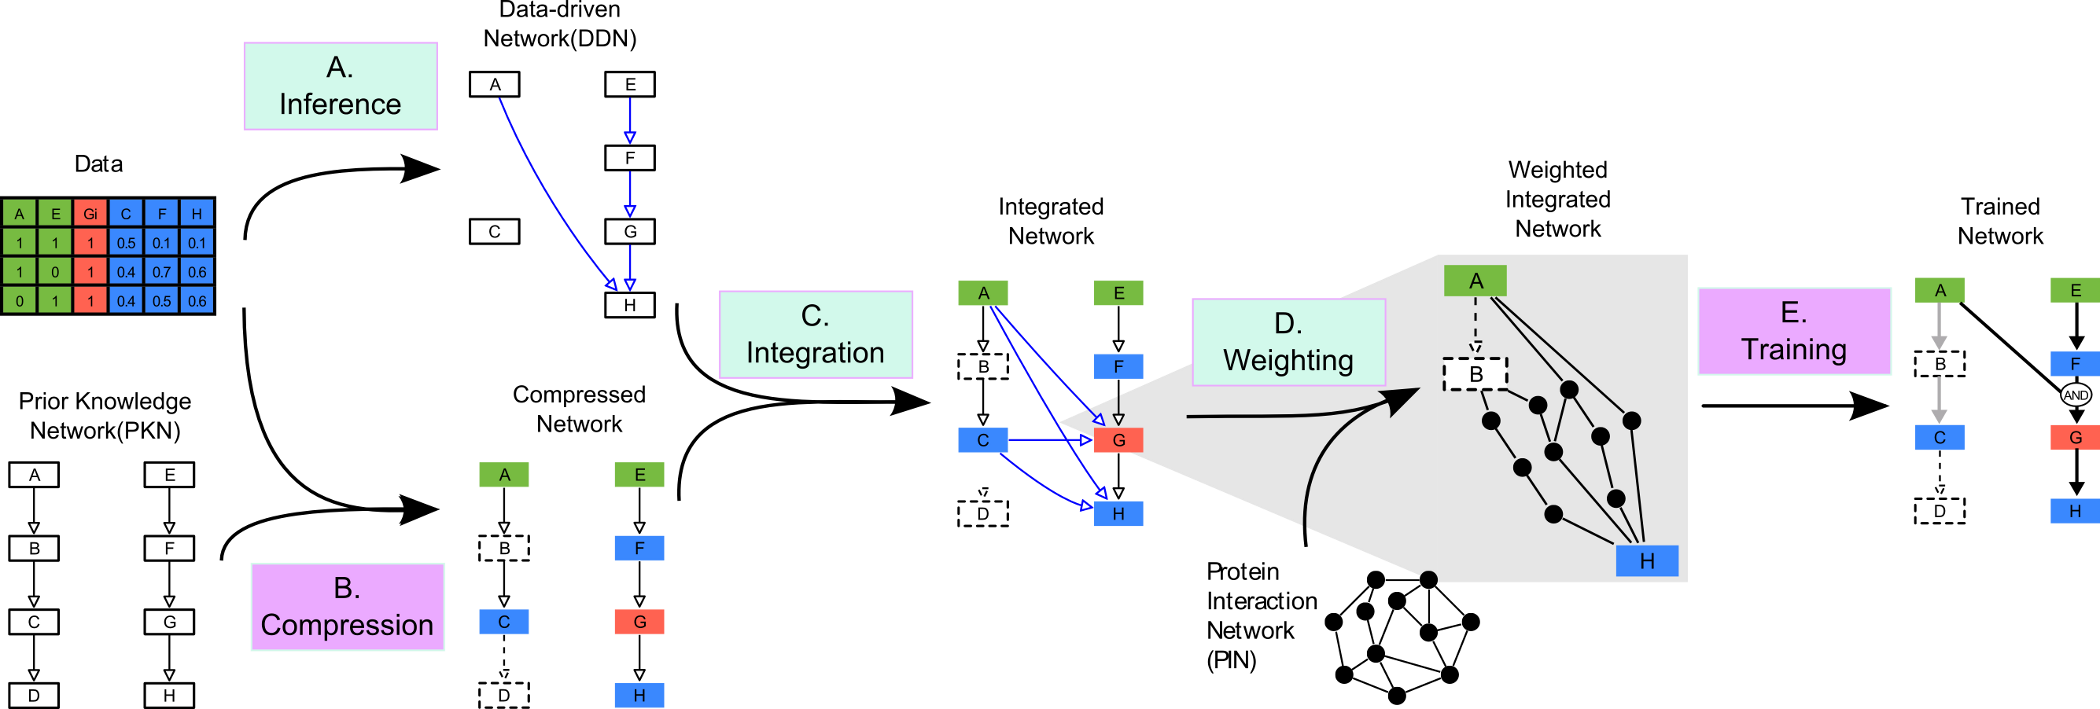 Data-driven
Network(DDN)
A.
Inference
A E
F
C G
H
Data
A E Gi C F H
1 1 1 0.5 0.1 0.1
1 0 1 0.4 0.7 0.6
0 1 1 0.4 0.5 0.6
Prior Knowledge
Network(PKN)
A E
B F
C G
D H
B.
Compression
Compressed
Network
A E
B F
C G
D H
C.
Integration
Integrated
Network
A E
B F
C G
D H
D.
Weighting
Protein
Interaction
Network
(PIN)
Weighted
Integrated
Network
A
B
H
E.
Training
Trained
Network
A E
B F
AND
C G
D H